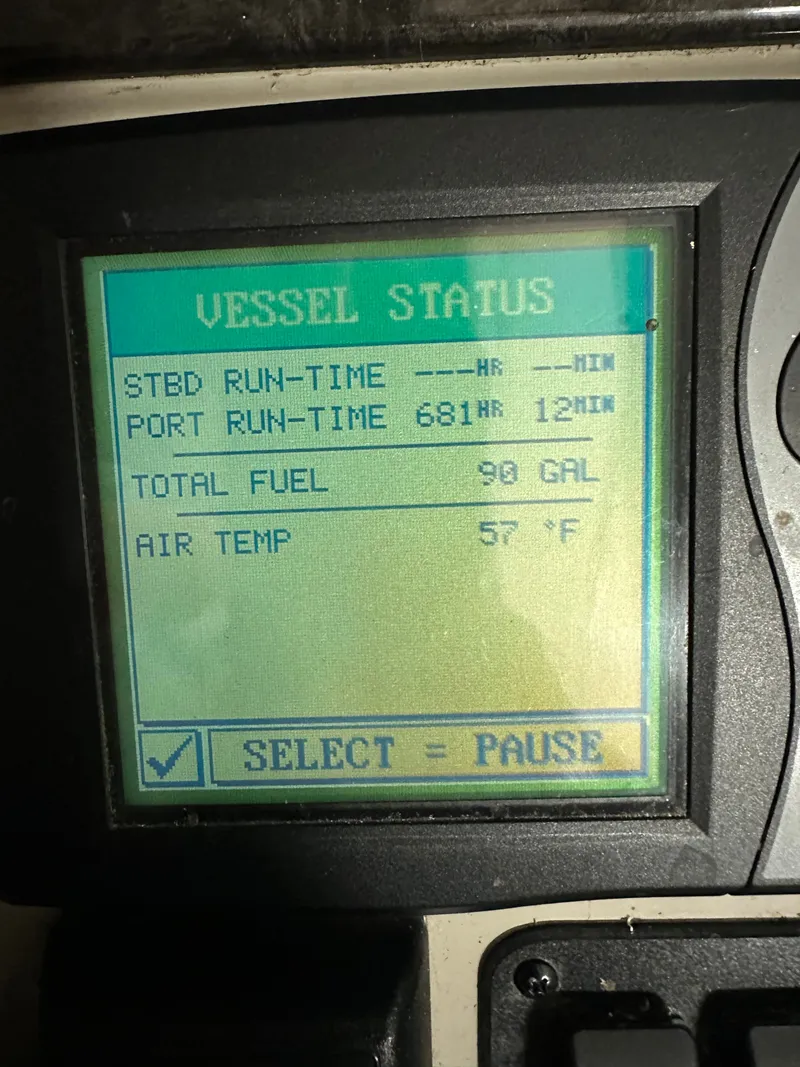 VESSEL STATUS
STBD RUN-TIME ---HR --MIN
PORT RUN-TIME 681HR 12MIN
TOTAL FUEL 90 GAL
AIR TEMP 57 °F
SELECT = PAUSE